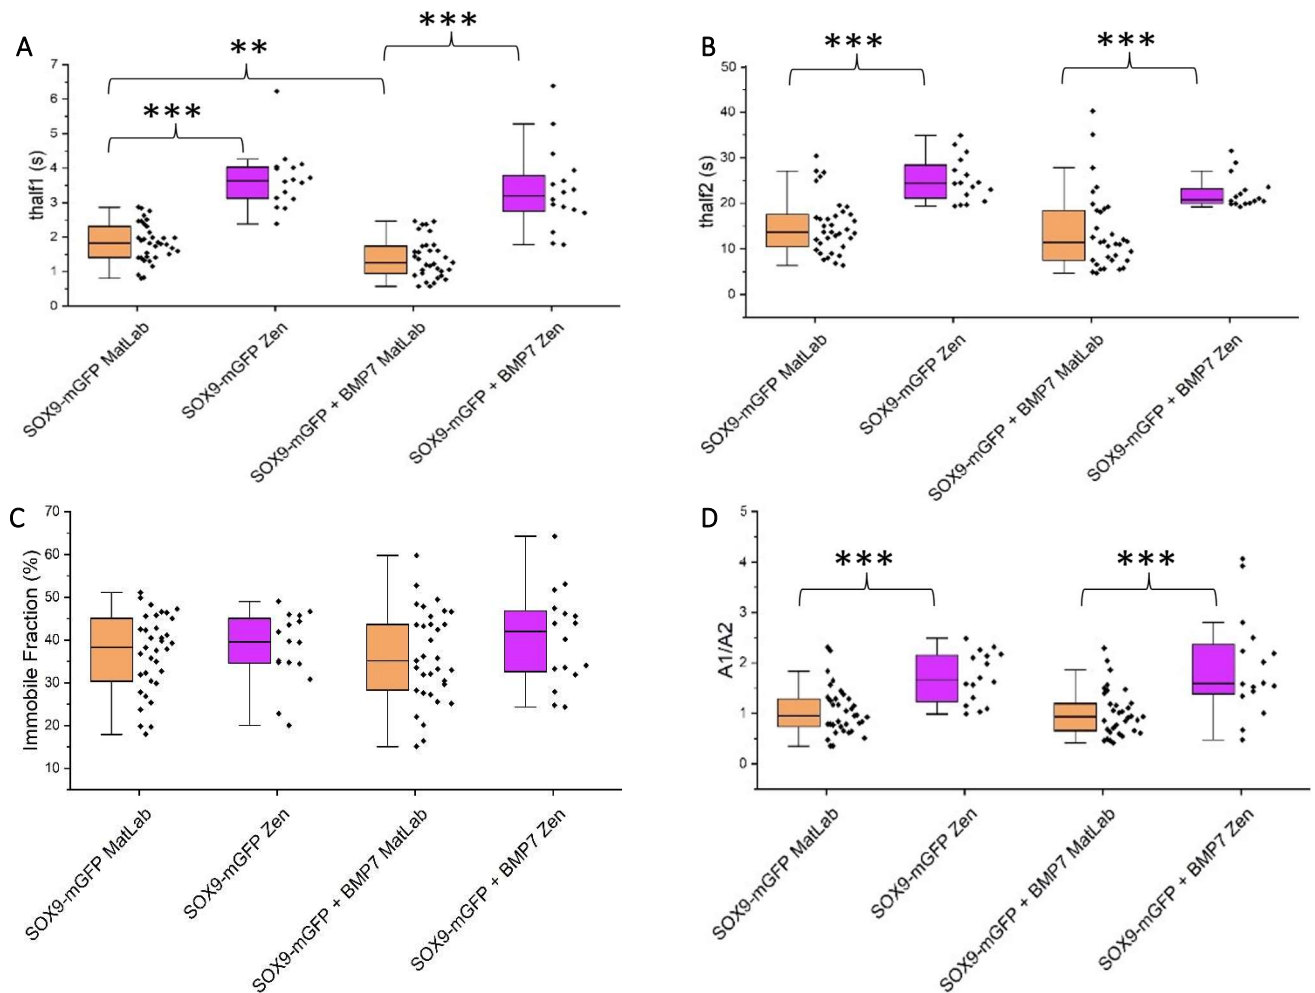 A
***
**
***
thalf1 (s)
7
6
5
4
3
2
1
0
SOX9-mGFP MatLab
SOX9-mGFP Zen
SOX9-mGFP + BMP7 MatLab
SOX9-mGFP + BMP7 Zen
B
***
***
thalf2 (s)
50
40
30
20
10
0
SOX9-mGFP MatLab
SOX9-mGFP Zen
SOX9-mGFP + BMP7 MatLab
SOX9-mGFP + BMP7 Zen
C
Immobile Fraction (%)
70
60
50
40
30
20
10
SOX9-mGFP MatLab
SOX9-mGFP Zen
SOX9-mGFP + BMP7 MatLab
SOX9-mGFP + BMP7 Zen
D
***
***
A1/A2
5
4
3
2
1
0
SOX9-mGFP MatLab
SOX9-mGFP Zen
SOX9-mGFP + BMP7 MatLab
SOX9-mGFP + BMP7 Zen